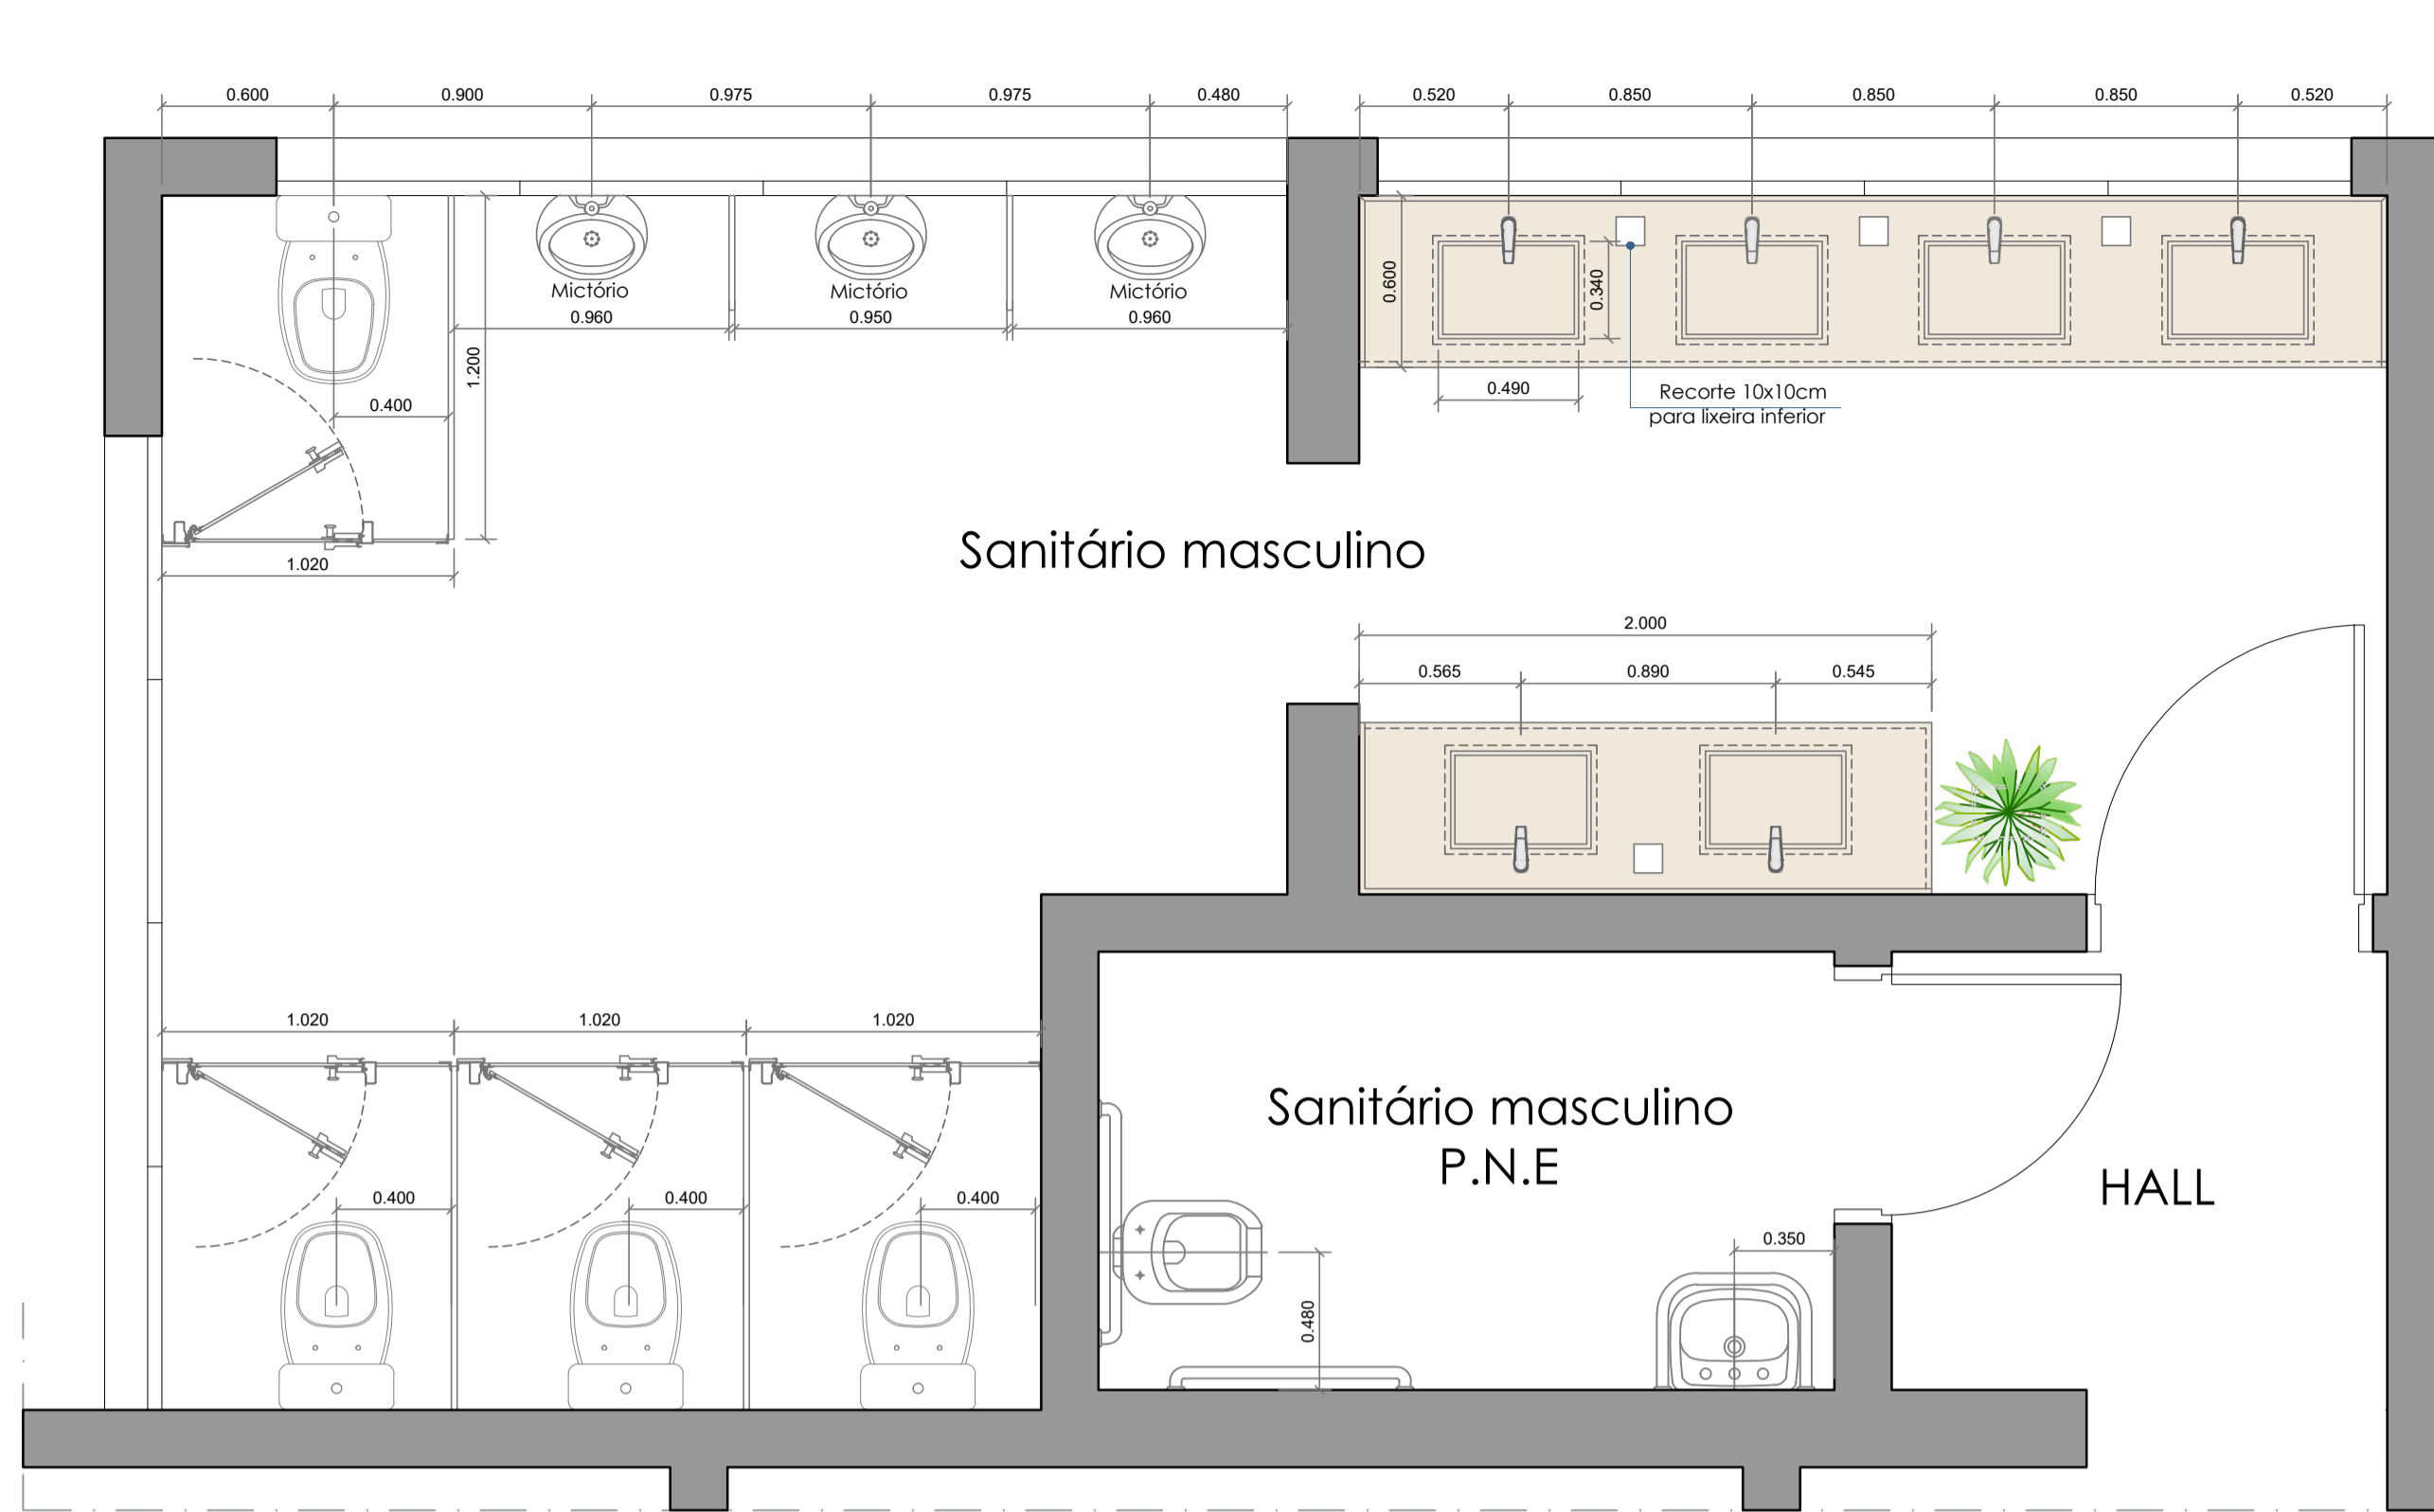 0.600 0.900 0.975 0.975 0.480 0.520 0.850 0.850 0.850 0.520
Mictório Mictório Mictório
0.960 0.950 0.960
0.600
0.340
1.200
0.400
0.490
Recorte 10x10cm
para lixeira inferior
Sanitário masculino
1.020
2.000
0.565 0.890 0.545
1.020 1.020 1.020
Sanitário masculino
P.N.E
HALL
0.400 0.400 0.400
0.350
0.480